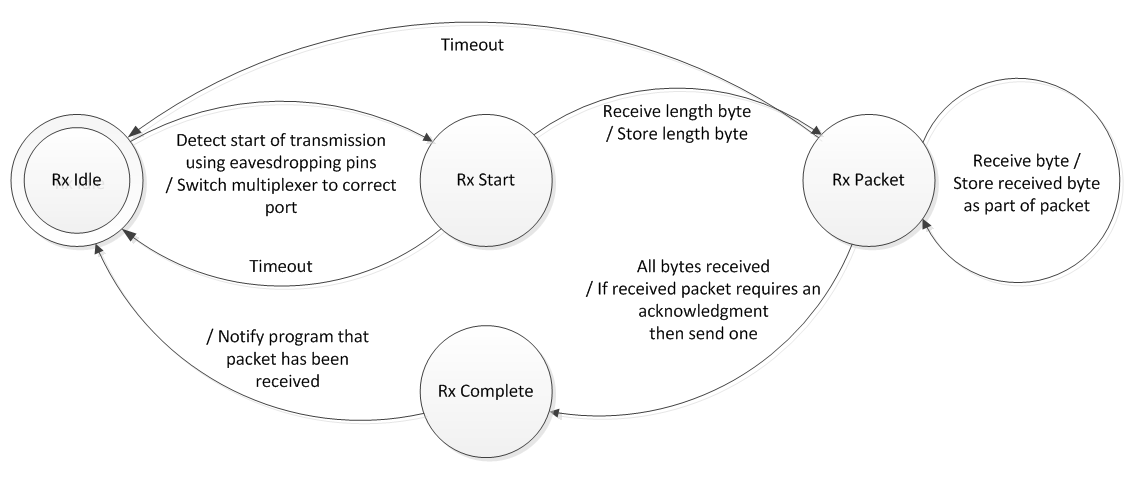 Timeout
Rx Idle
Detect start of transmission
using eavesdropping pins
/ Switch multiplexer to correct
port
Rx Start
Receive length byte
/ Store length byte
Rx Packet
Receive byte /
Store received byte
as part of packet
Timeout
All bytes received
/ If received packet requires an
acknowledgment
then send one
/ Notify program that
packet has been
received
Rx Complete